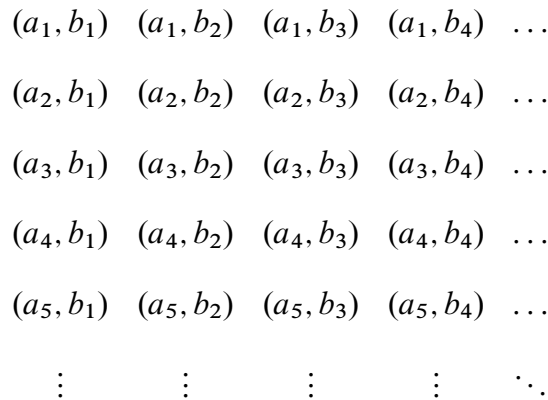 (a₁, b₁) (a₁, b₂) (a₁, b₃) (a₁, b₄) …
(a₂, b₁) (a₂, b₂) (a₂, b₃) (a₂, b₄) …
(a₃, b₁) (a₃, b₂) (a₃, b₃) (a₃, b₄) …
(a₄, b₁) (a₄, b₂) (a₄, b₃) (a₄, b₄) …
(a₅, b₁) (a₅, b₂) (a₅, b₃) (a₅, b₄) …
⋮ ⋮ ⋮ ⋮ ⋱